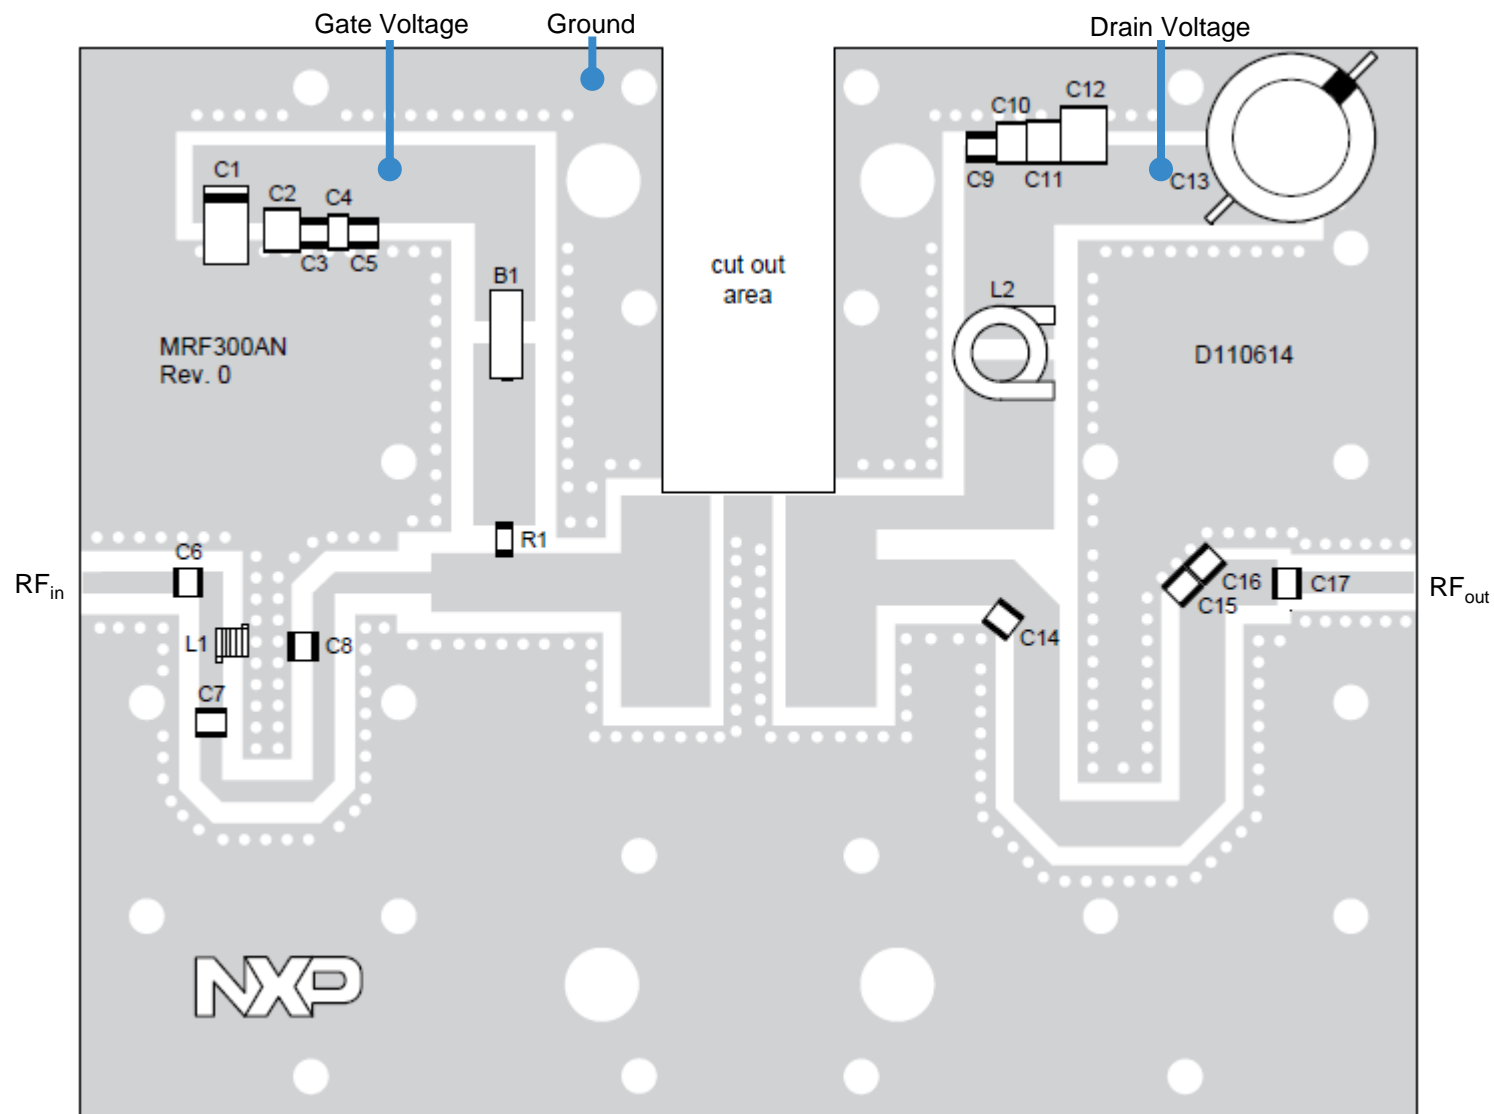 Gate Voltage
Ground
Drain Voltage
C12
C10
C1
C2
C4
C9
C11
C13
C3
C5
B1
cut out
area
L2
MRF300AN
Rev. 0
D110614
R1
C6
RFin
C16
C17
RFout
C15
L1
C8
C14
C7
NXP